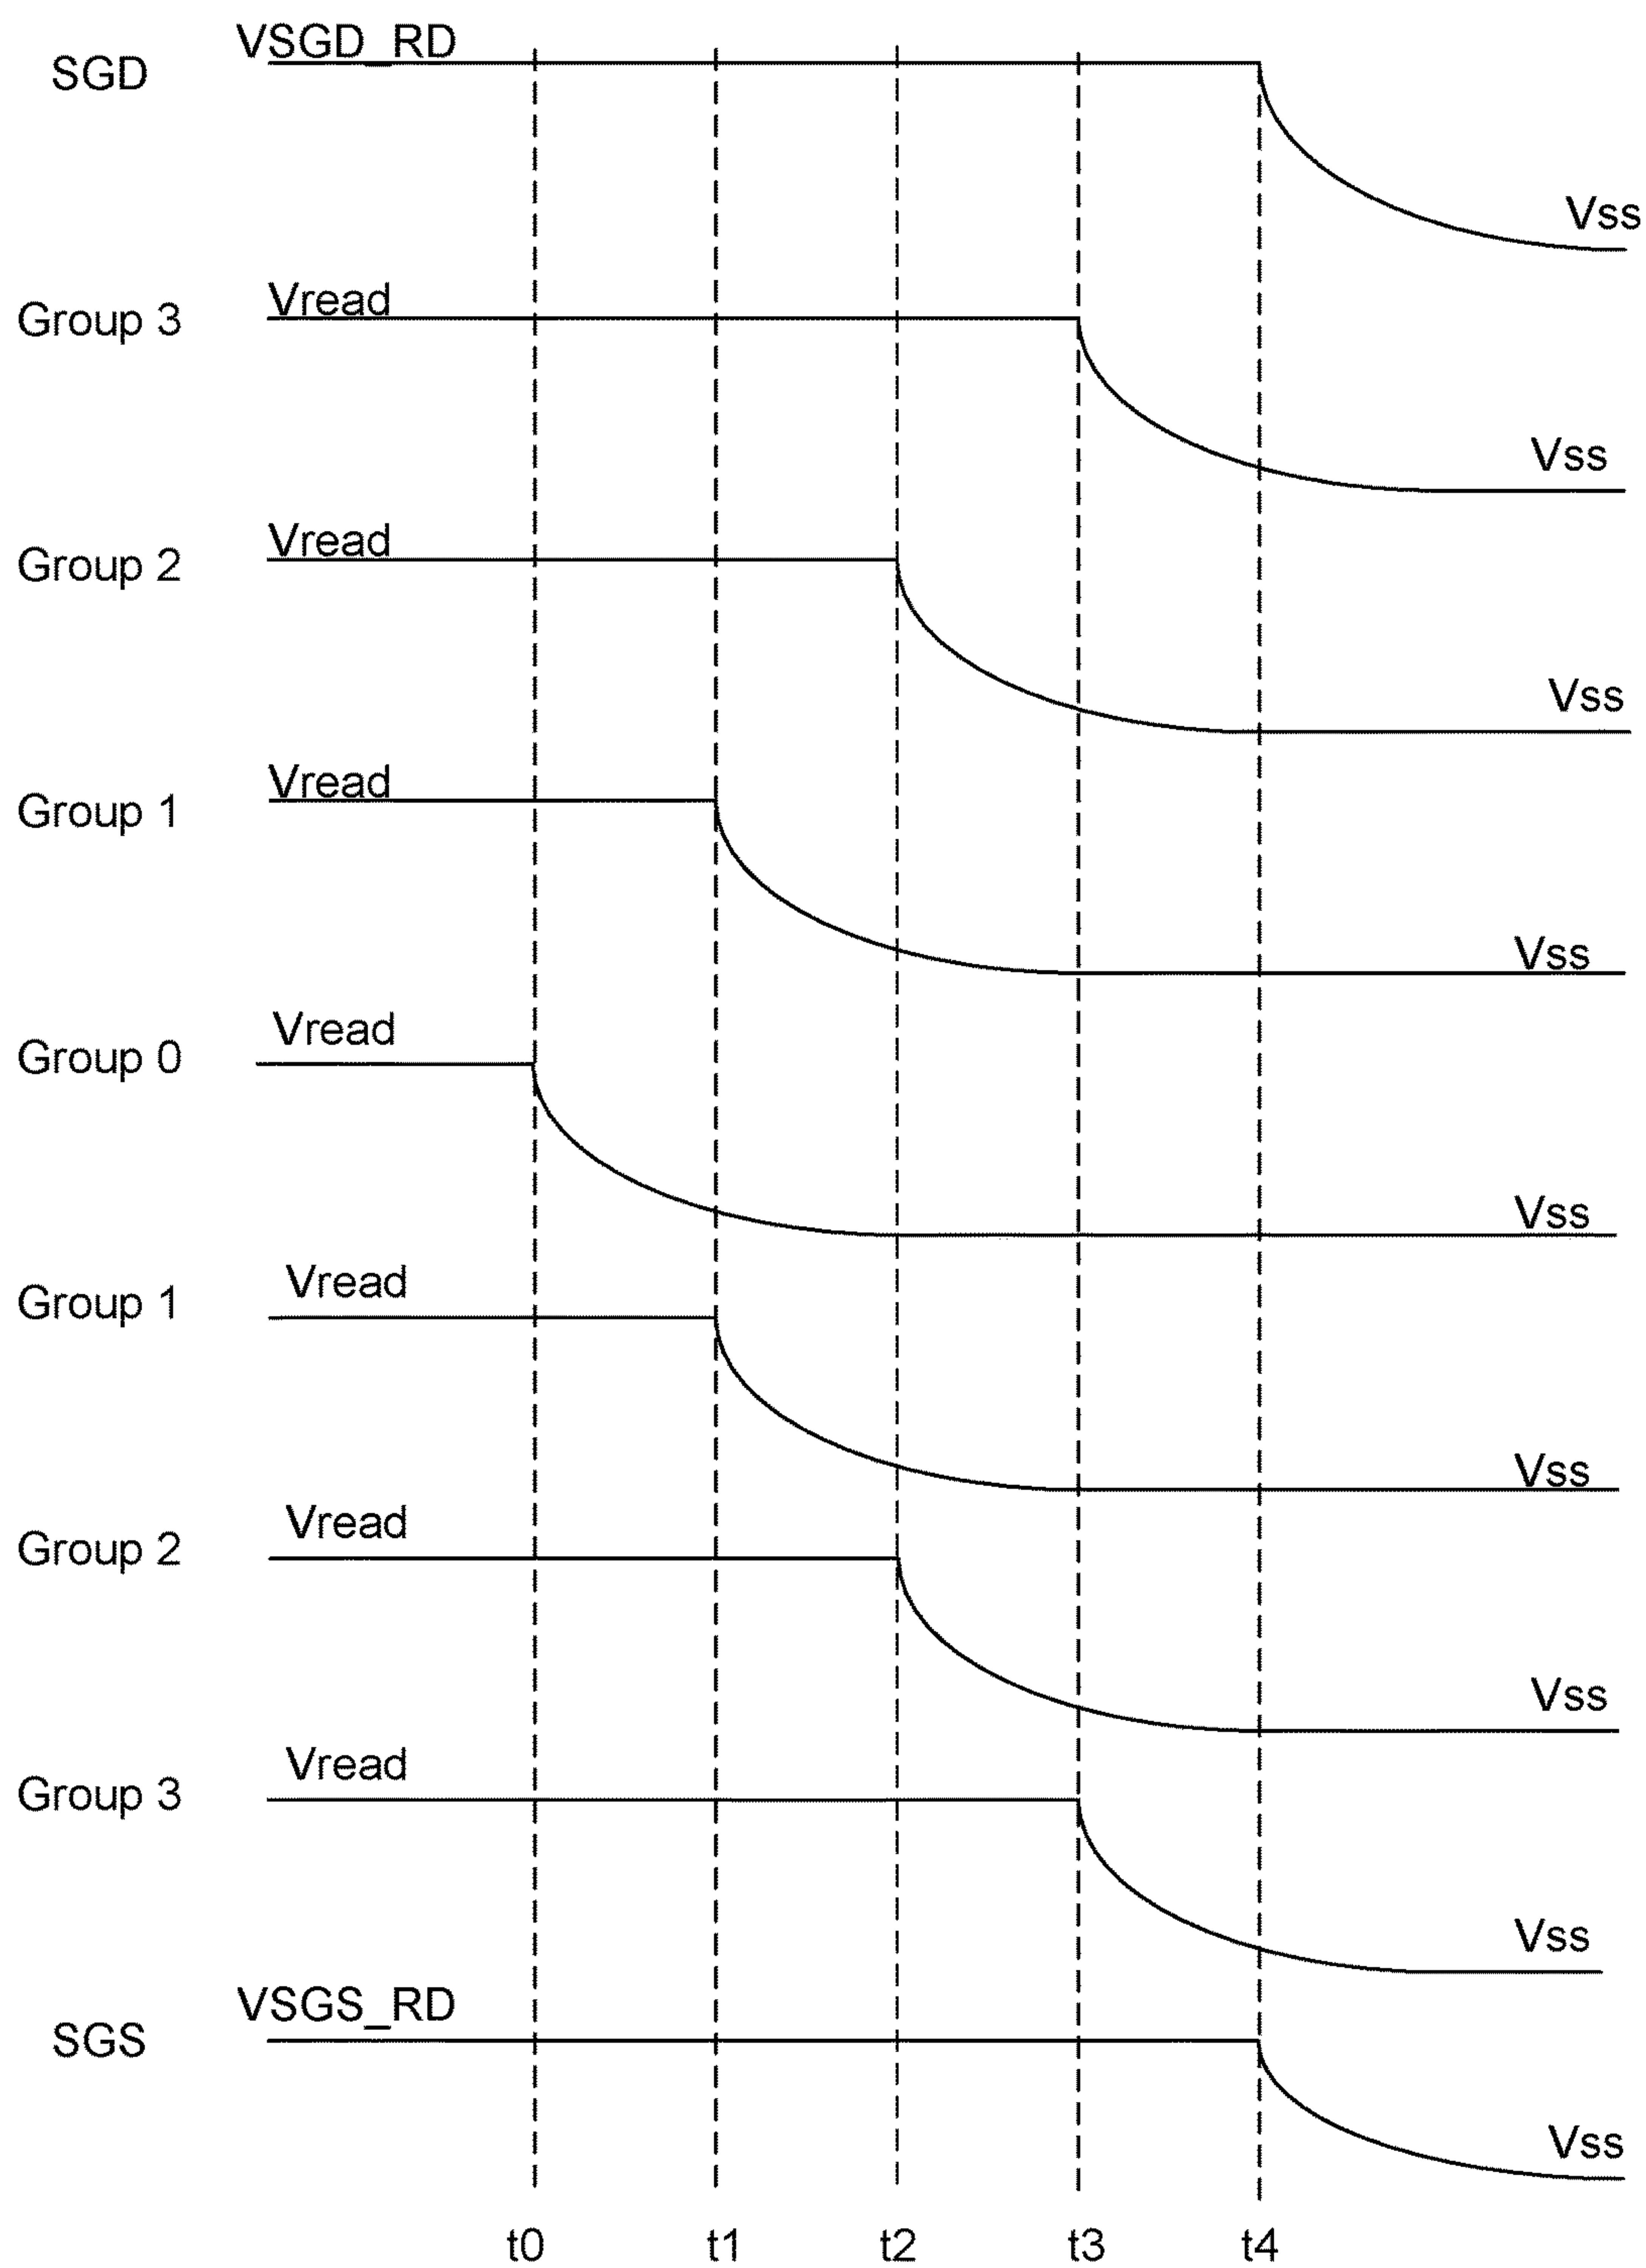 VSGD_RD
SGD
Vss
Vread
Group 3
Vss
Vread
Group 2
Vss
Vread
Group 1
Vss
Vread
Group 0
Vss
Vread
Group 1
Vss
Vread
Group 2
Vss
Vread
Group 3
Vss
VSGS_RD
SGS
Vss
t0 t1 t2 t3 t4